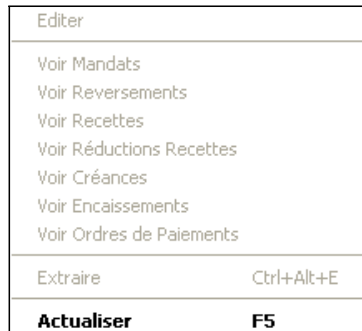 Editer
Voir Mandats
Voir Reversements
Voir Recettes
Voir Réductions Recettes
Voir Créances
Voir Encaissements
Voir Ordres de Paiements
Extraire Ctrl+Alt+E
Actualiser F5